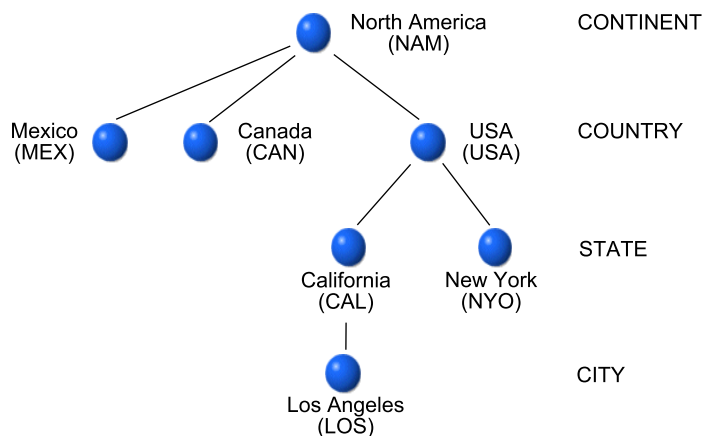 North America
(NAM)
CONTINENT
Mexico
(MEX)
Canada
(CAN)
USA
(USA)
COUNTRY
California
(CAL)
New York
(NYO)
STATE
Los Angeles
(LOS)
CITY